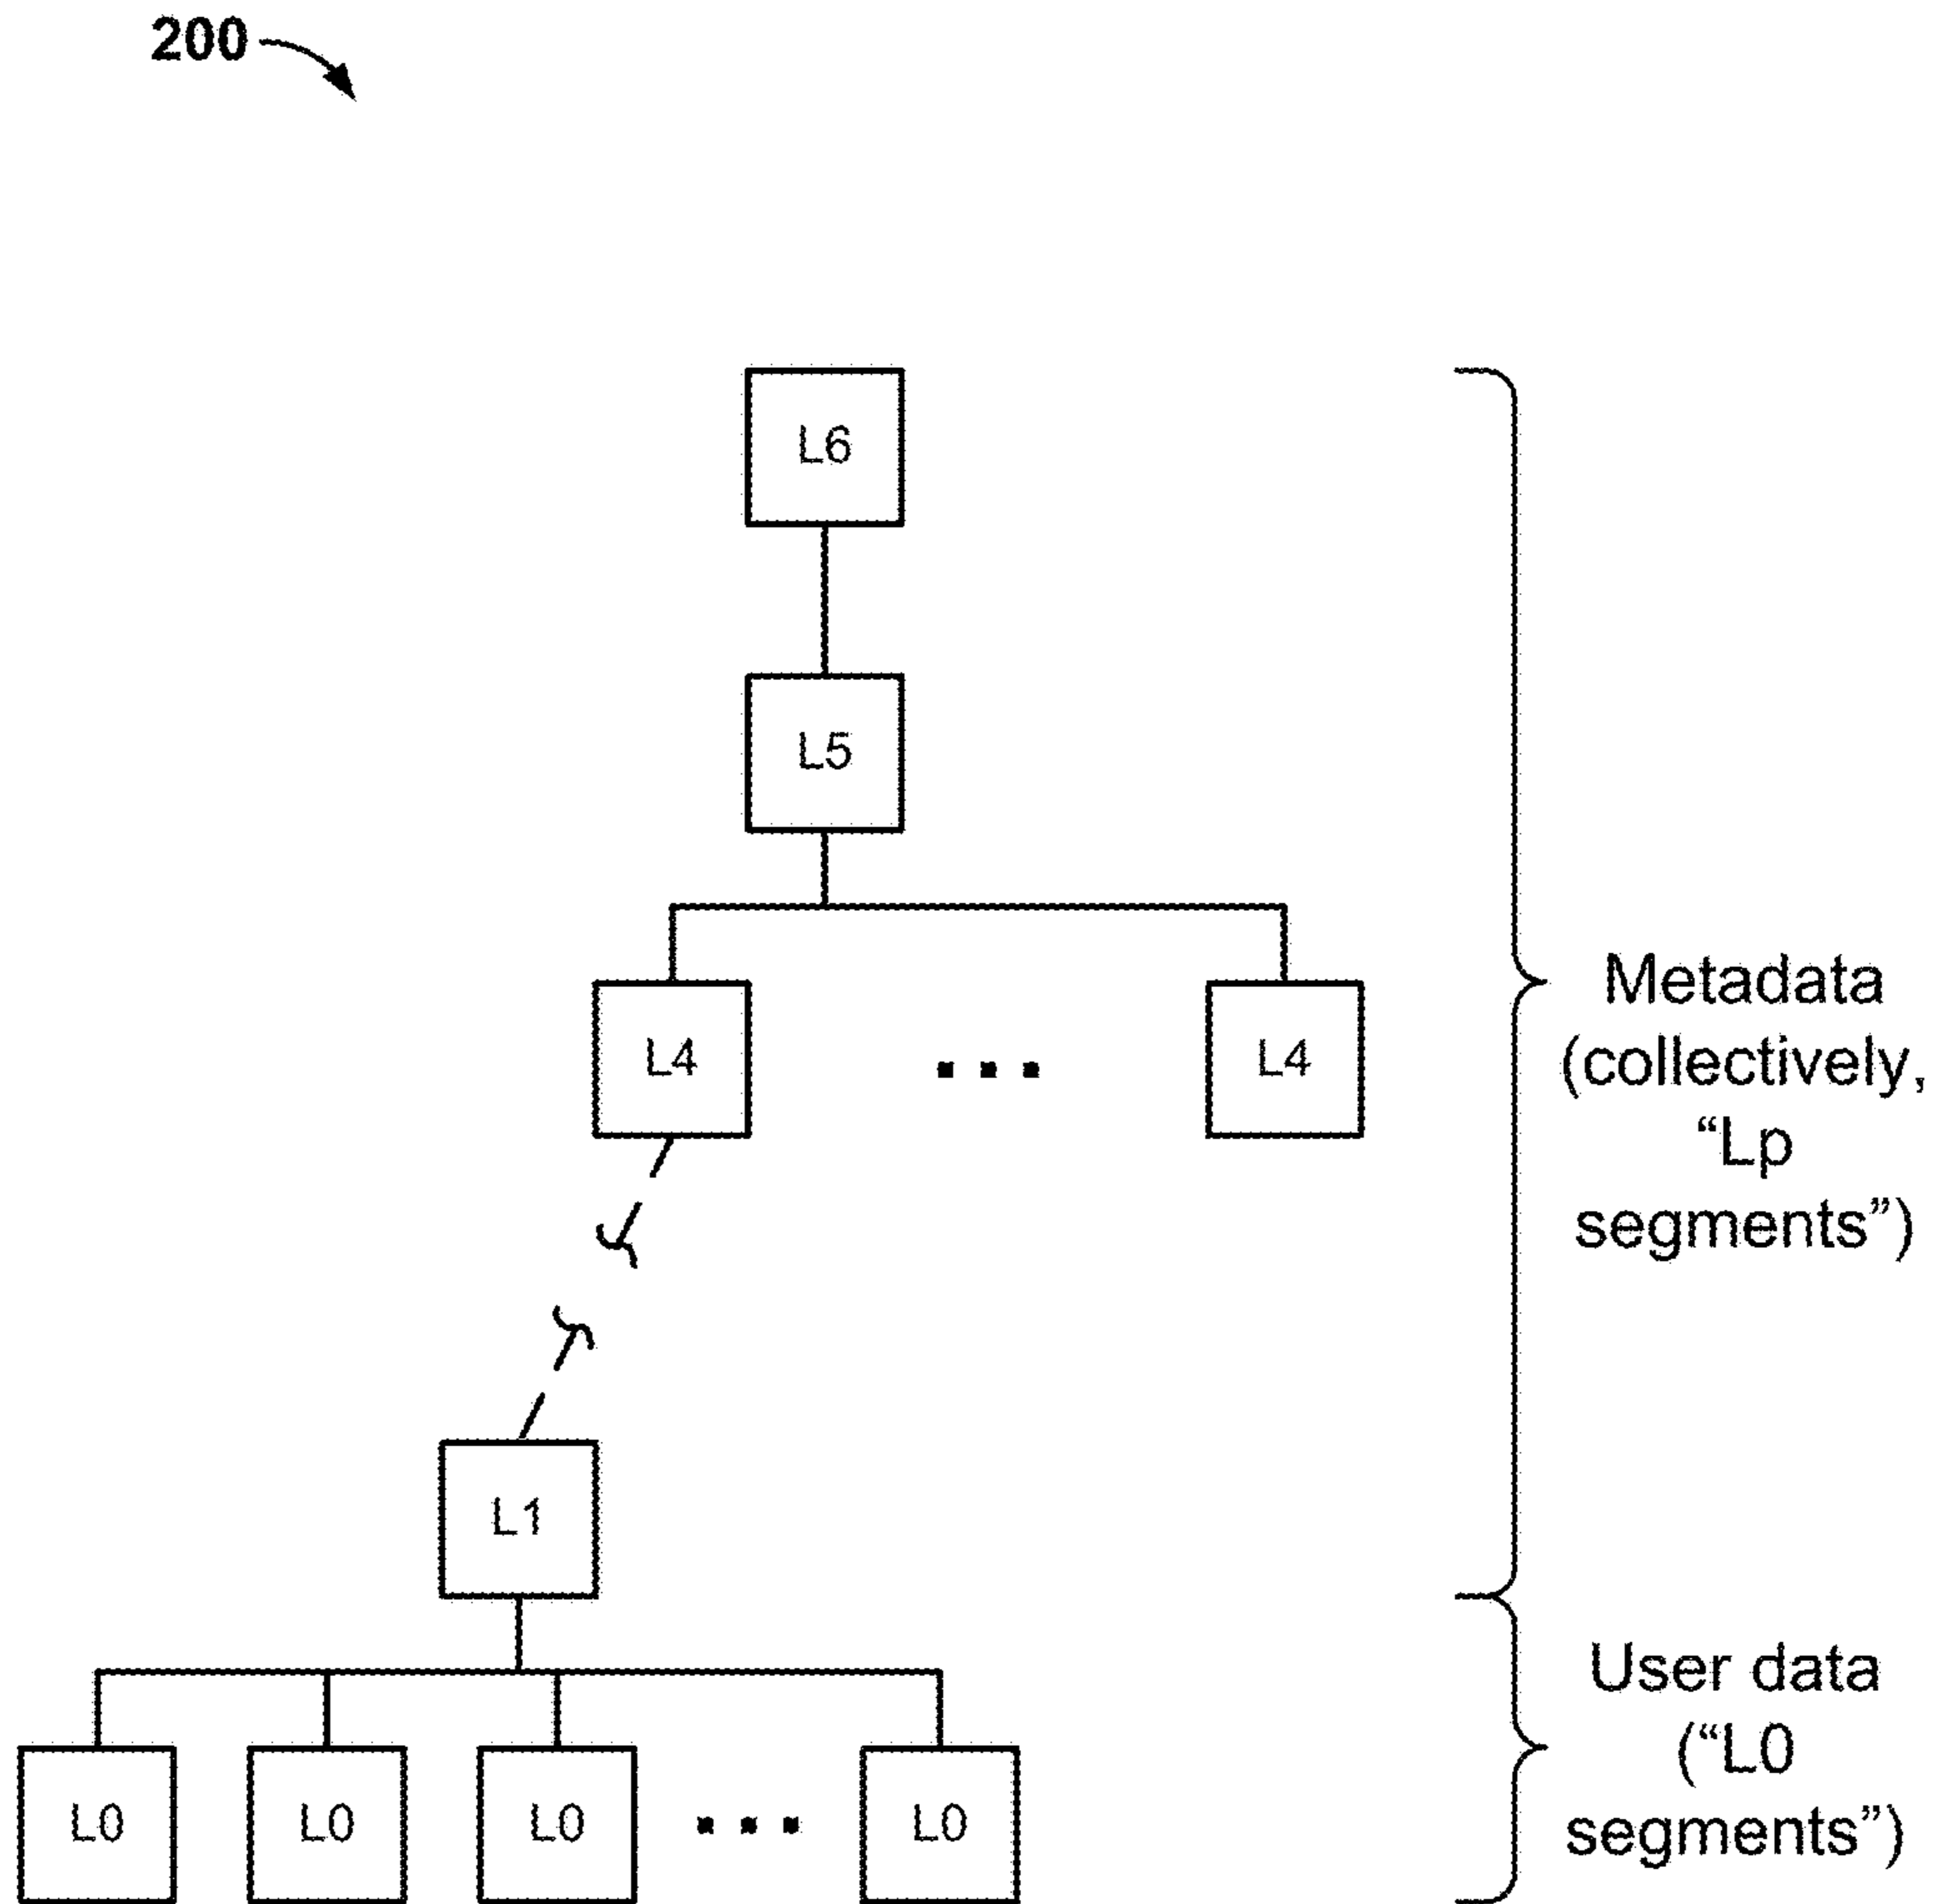 200
L6
L5
L4
L4
Metadata
(collectively,
“Lp
segments”)
L1
User data
(“L0
segments”)
L0
L0
L0
L0